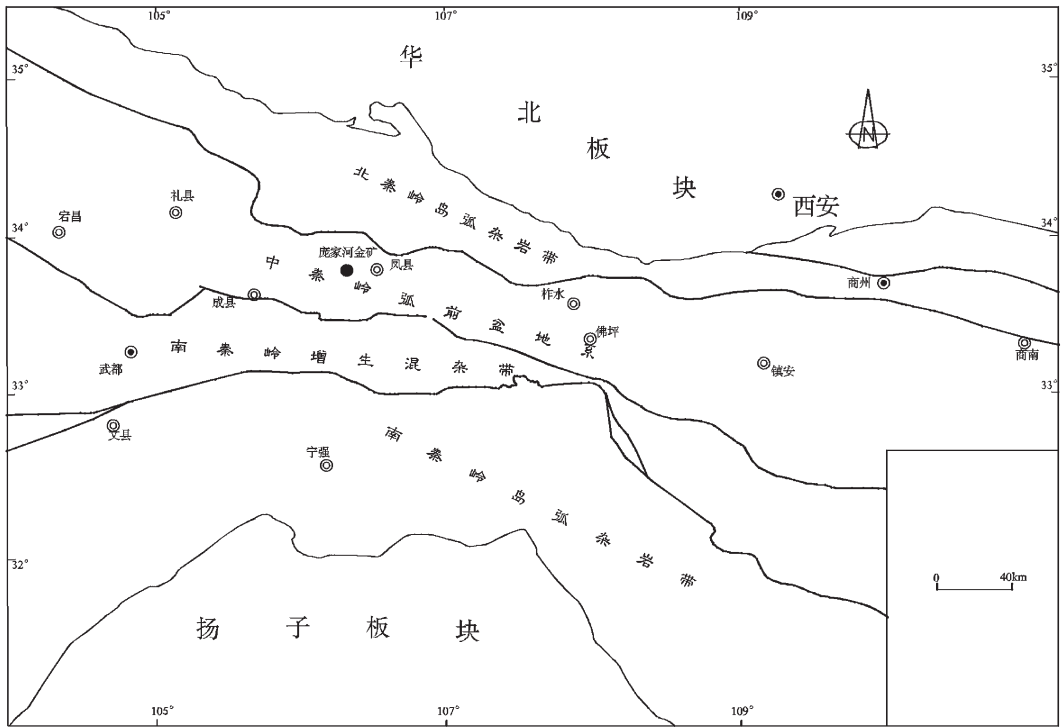 105°
107°
109°
35°
35°
华北板块
N
北秦岭岛弧杂岩带
礼县
宕昌
西安
34°
34°
庞家河金矿
凤县
中秦岭弧前盆地系
商州
柞水
成县
佛坪
商南
南秦岭增生混杂带
武都
镇安
33°
33°
文县
南秦岭岛弧杂岩带
宁强
32°
0 40km
扬子板块
105°
107°
109°